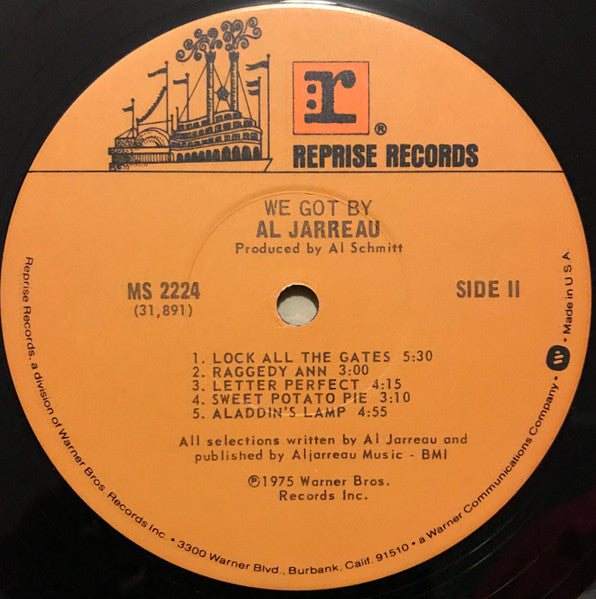 r
®
REPRISE RECORDS
WE GOT BY
AL JARREAU
Produced by Al Schmitt
MS 2224
(31,891)
SIDE II
1. LOCK ALL THE GATES 5:30
2. RAGGEDY ANN 3:00
3. LETTER PERFECT 4:15
4. SWEET POTATO PIE 3:10
5. ALADDIN'S LAMP 4:55
All selections written by Al Jarreau and
published by Aljarreau Music - BMI
℗1975 Warner Bros.
Records Inc.
Reprise Records, a division of Warner Bros. Records Inc. • 3300 Warner Blvd., Burbank, Calif. 91510 • a Warner Communications Company • W • Made in U S A